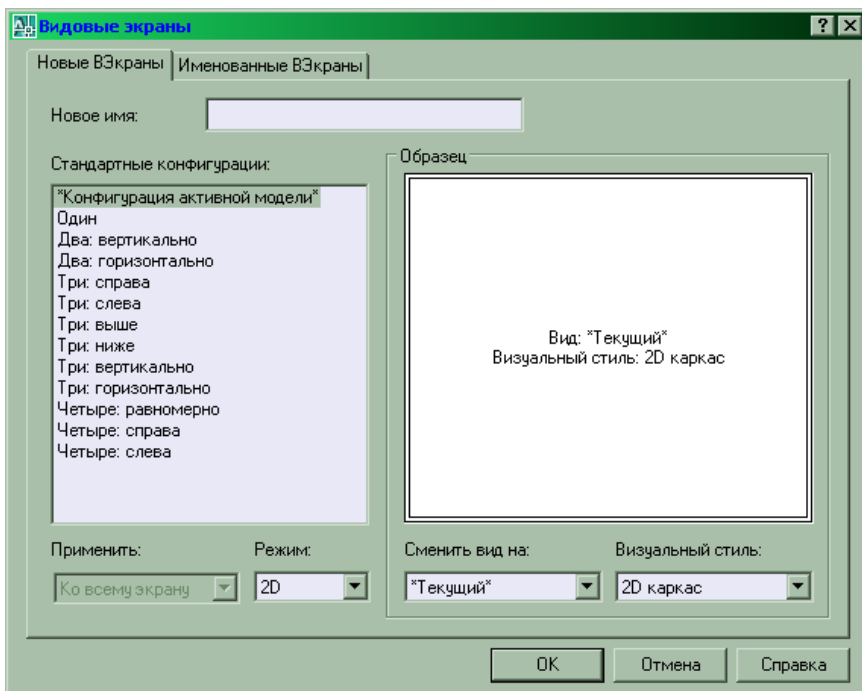 Видовые экраны
Новые ВЭкраны
Именованные ВЭкраны
Новое имя:
Стандартные конфигурации:
*Конфигурация активной модели*
Один
Два: вертикально
Два: горизонтально
Три: справа
Три: слева
Три: выше
Три: ниже
Три: вертикально
Три: горизонтально
Четыре: равномерно
Четыре: справа
Четыре: слева
Образец
Вид: *Текущий*
Визуальный стиль: 2D каркас
Применить:
Режим:
Сменить вид на:
Визуальный стиль:
Ко всему экрану
2D
*Текущий*
2D каркас
OK
Отмена
Справка